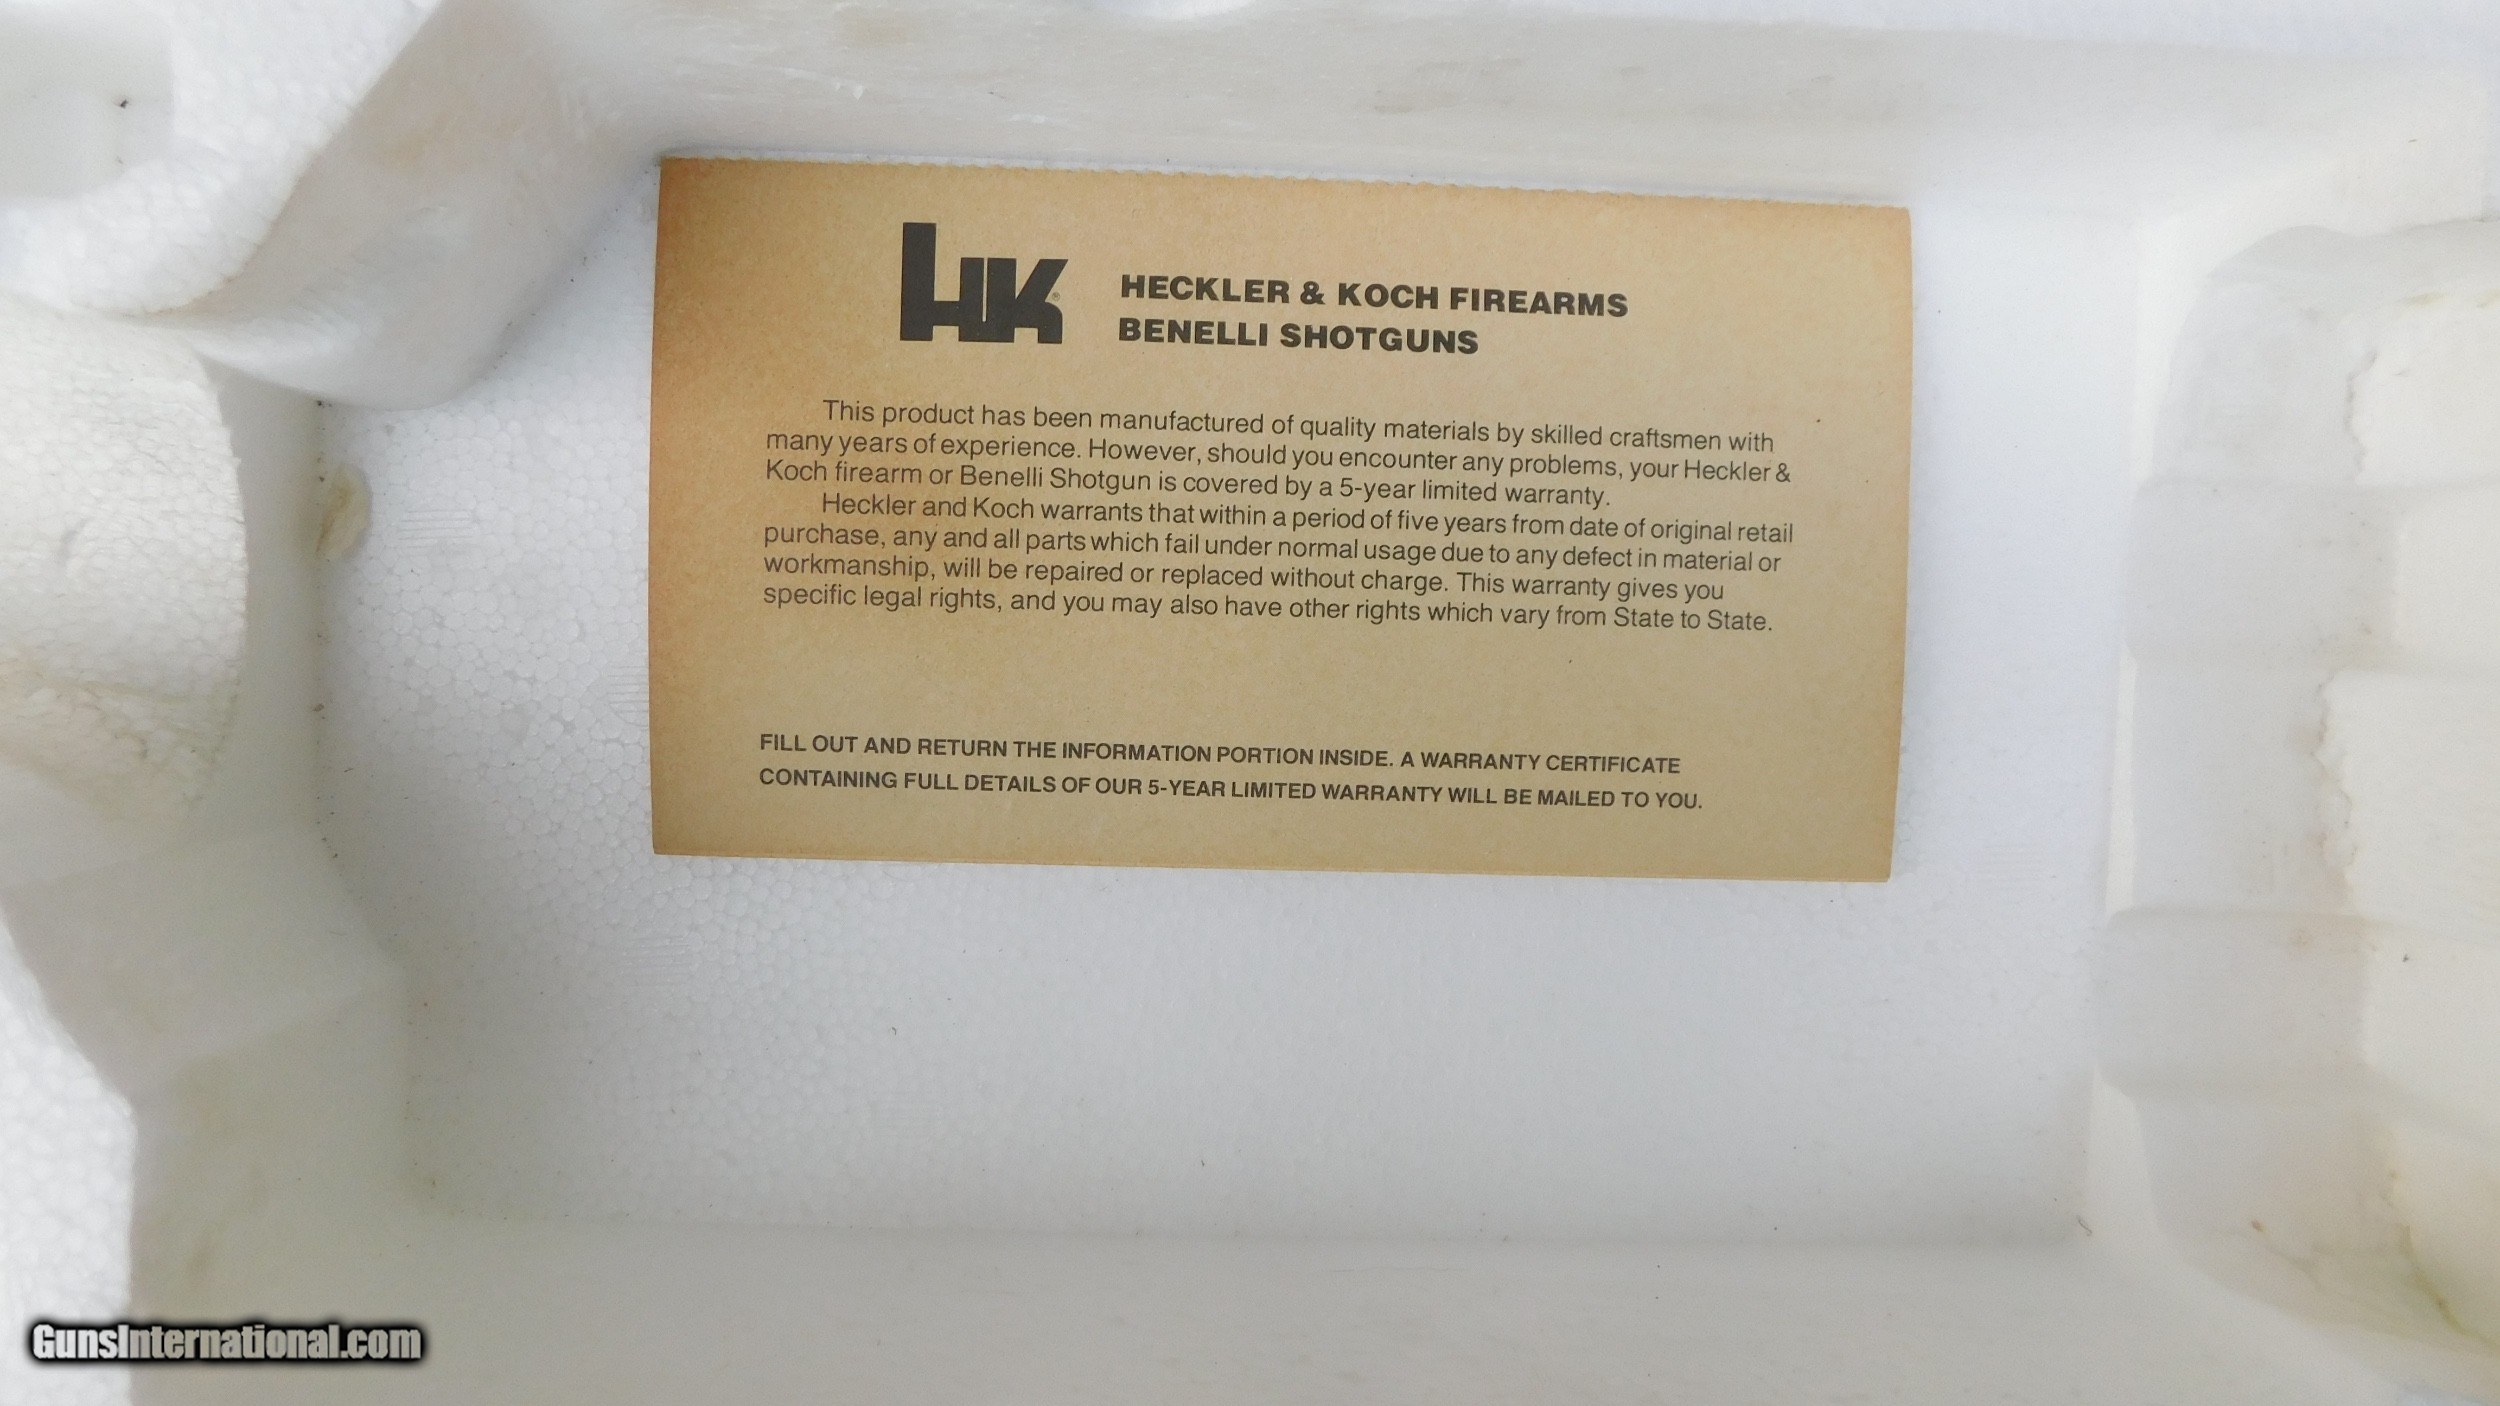 HK®
HECKLER & KOCH FIREARMS
BENELLI SHOTGUNS
This product has been manufactured of quality materials by skilled craftsmen with
many years of experience. However, should you encounter any problems, your Heckler &
Koch firearm or Benelli Shotgun is covered by a 5-year limited warranty.
Heckler and Koch warrants that within a period of five years from date of original retail
purchase, any and all parts which fail under normal usage due to any defect in material or
workmanship, will be repaired or replaced without charge. This warranty gives you
specific legal rights, and you may also have other rights which vary from State to State.
FILL OUT AND RETURN THE INFORMATION PORTION INSIDE. A WARRANTY CERTIFICATE
CONTAINING FULL DETAILS OF OUR 5-YEAR LIMITED WARRANTY WILL BE MAILED TO YOU.
GunsInternational.com